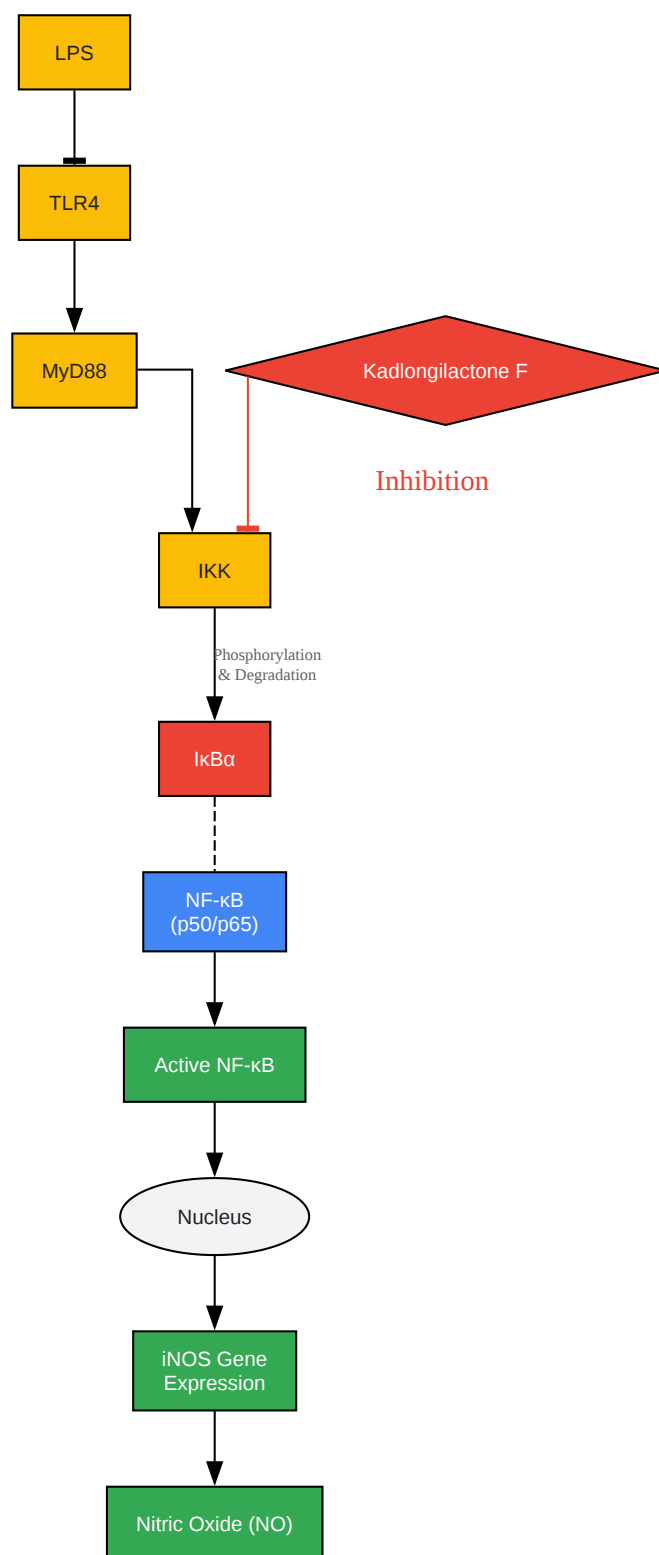 LPS
TLR4
MyD88
Kadlongilactone F
Inhibition
IKK
Phosphorylation
& Degradation
IκBα
NF-κB
(p50/p65)
Active NF-κB
Nucleus
iNOS Gene
Expression
Nitric Oxide (NO)